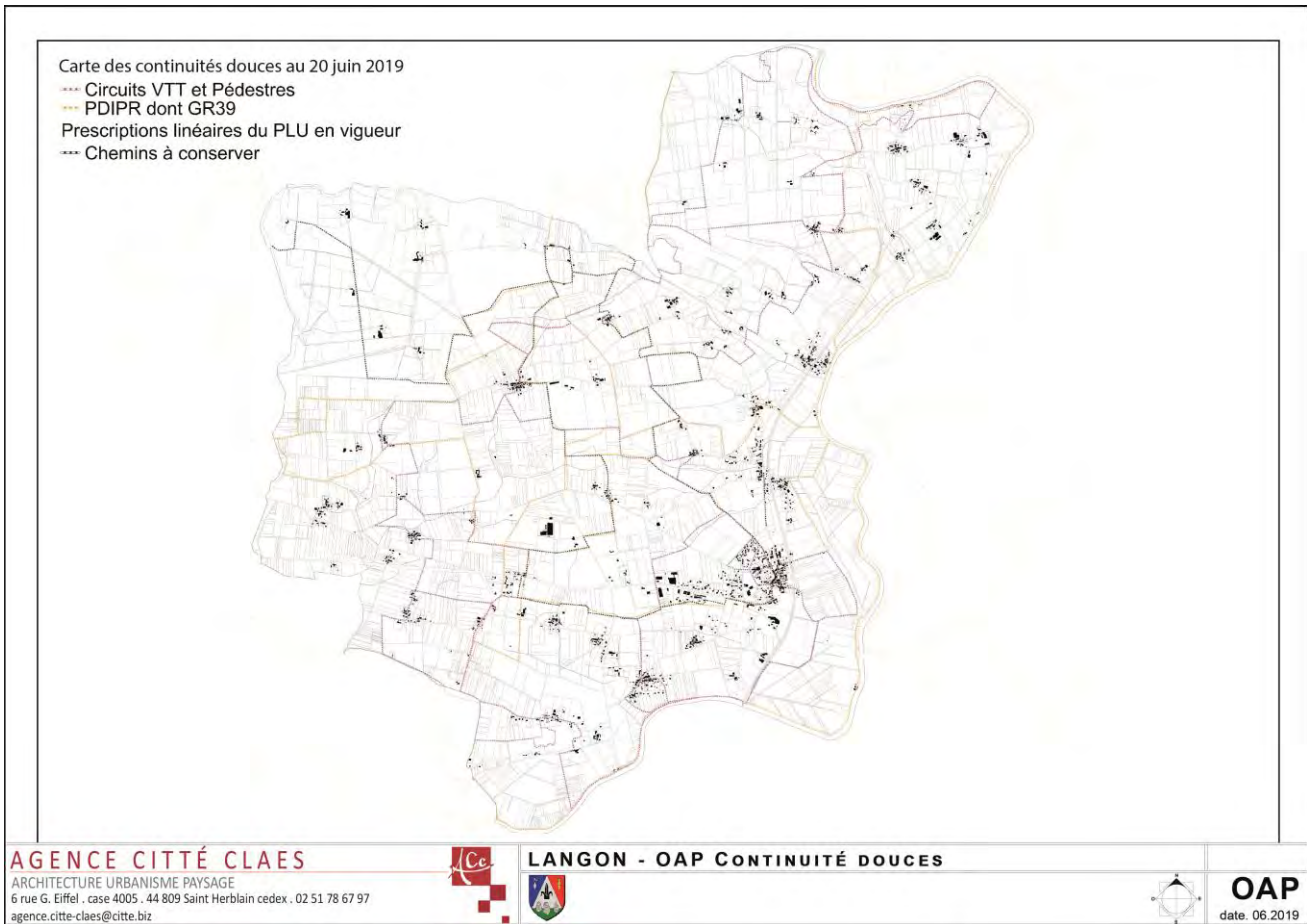 Carte des continuités douces au 20 juin 2019
Circuits VTT et Pédestres
PDIPR dont GR39
Prescriptions linéaires du PLU en vigueur
Chemins à conserver
AGENCE CITTÉ CLAES
ARCHITECTURE URBANISME PAYSAGE
6 rue G. Eiffel . case 4005 . 44 809 Saint Herblain cedex . 02 51 78 67 97
agence.citte-claes@citte.biz
ACc
LANGON - OAP CONTINUITÉ DOUCES
OAP
date. 06.2019